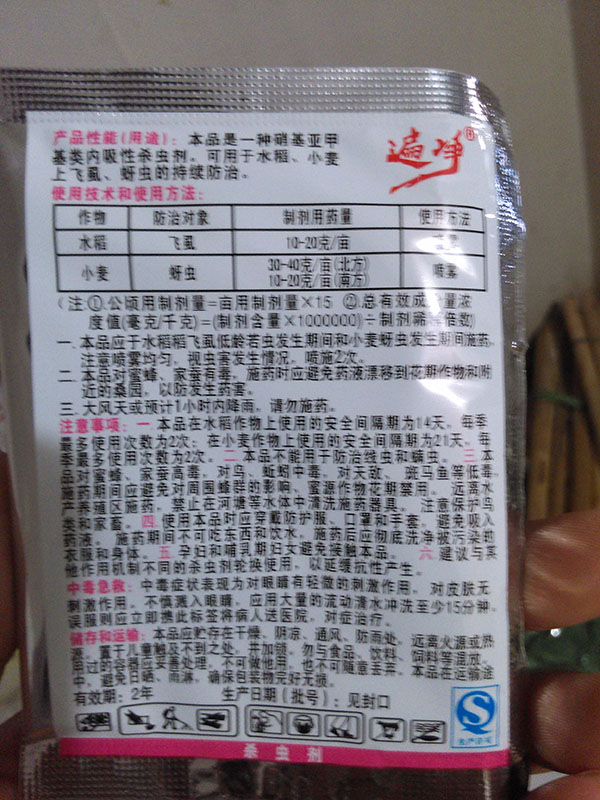 产品性能(用途)：本品是一种硝基亚甲
基类内吸性杀虫剂。可用于水稻、小麦
上飞虱、蚜虫的持续防治。
遍净®
使用技术和使用方法：
作物 防治对象 制剂用药量 使用方法
水稻 飞虱 10-20克/亩
小麦 蚜虫 30-40克/亩(北方) 10-20克/亩(南方) 喷雾
(注:①.公顷用制剂量=亩用制剂量×15 ②.总有效成分量浓
度值(毫克/千克)=(制剂含量×1000000)÷制剂稀释倍数)
一.本品应于水稻稻飞虱低龄若虫发生期间和小麦蚜虫发生期间施药，
注意喷雾均匀，视虫害发生情况，喷施2次。
二.本品对蜜蜂、家蚕有毒。施药时应避免药液漂移到花期作物和附
近的桑园，以防发生药害。
三.大风天或预计1小时内降雨，请勿施药。
注意事项：一.本品在水稻作物上使用的安全间隔期为14天，每季
最多使用次数为2次；在小麦作物上使用的安全间隔期为21天，每
季最多使用次数为2次。二.本品不能用于防治线虫和螨虫。三.本
品对蜜蜂、家蚕高毒，对鸟、蚯蚓中毒，对天敌、斑马鱼等低毒。
施药期间应避免对周围蜂群的影响，蜜源作物花期禁用。远离水
产养殖区施药，禁止在河塘等水体中清洗施药器具。注意保护鸟
类和家畜。四.使用本品时应穿戴防护服、口罩和手套，避免吸入
药液。施药期间不可吃东西和饮水，施药后应彻底洗净被污染的
衣服和身体。五.孕妇和哺乳期妇女避免接触本品。六.建议与其
他作用机制不同的杀虫剂轮换使用，以延缓抗性产生。
中毒急救：中毒症状表现为对眼睛有轻微的刺激作用，对皮肤无
刺激作用。不慎溅入眼睛，应用大量的流动清水冲洗至少15分钟。
误服则应立即携此标签将病人送医院，对症治疗。
储存和运输：本品应贮存在干燥、阴凉、通风、防雨处，远离火源或热
源。置于儿童触及不到之处，并加锁。勿与食品、饮料、饲料等混放。
用过的容器应妥善处理，不可做他用，也不可随意丢弃。本品在运输途
中，避免日晒、雨淋，确保包装物完好无损。
有效期：2年 生产日期(批号)：见封口
杀虫剂